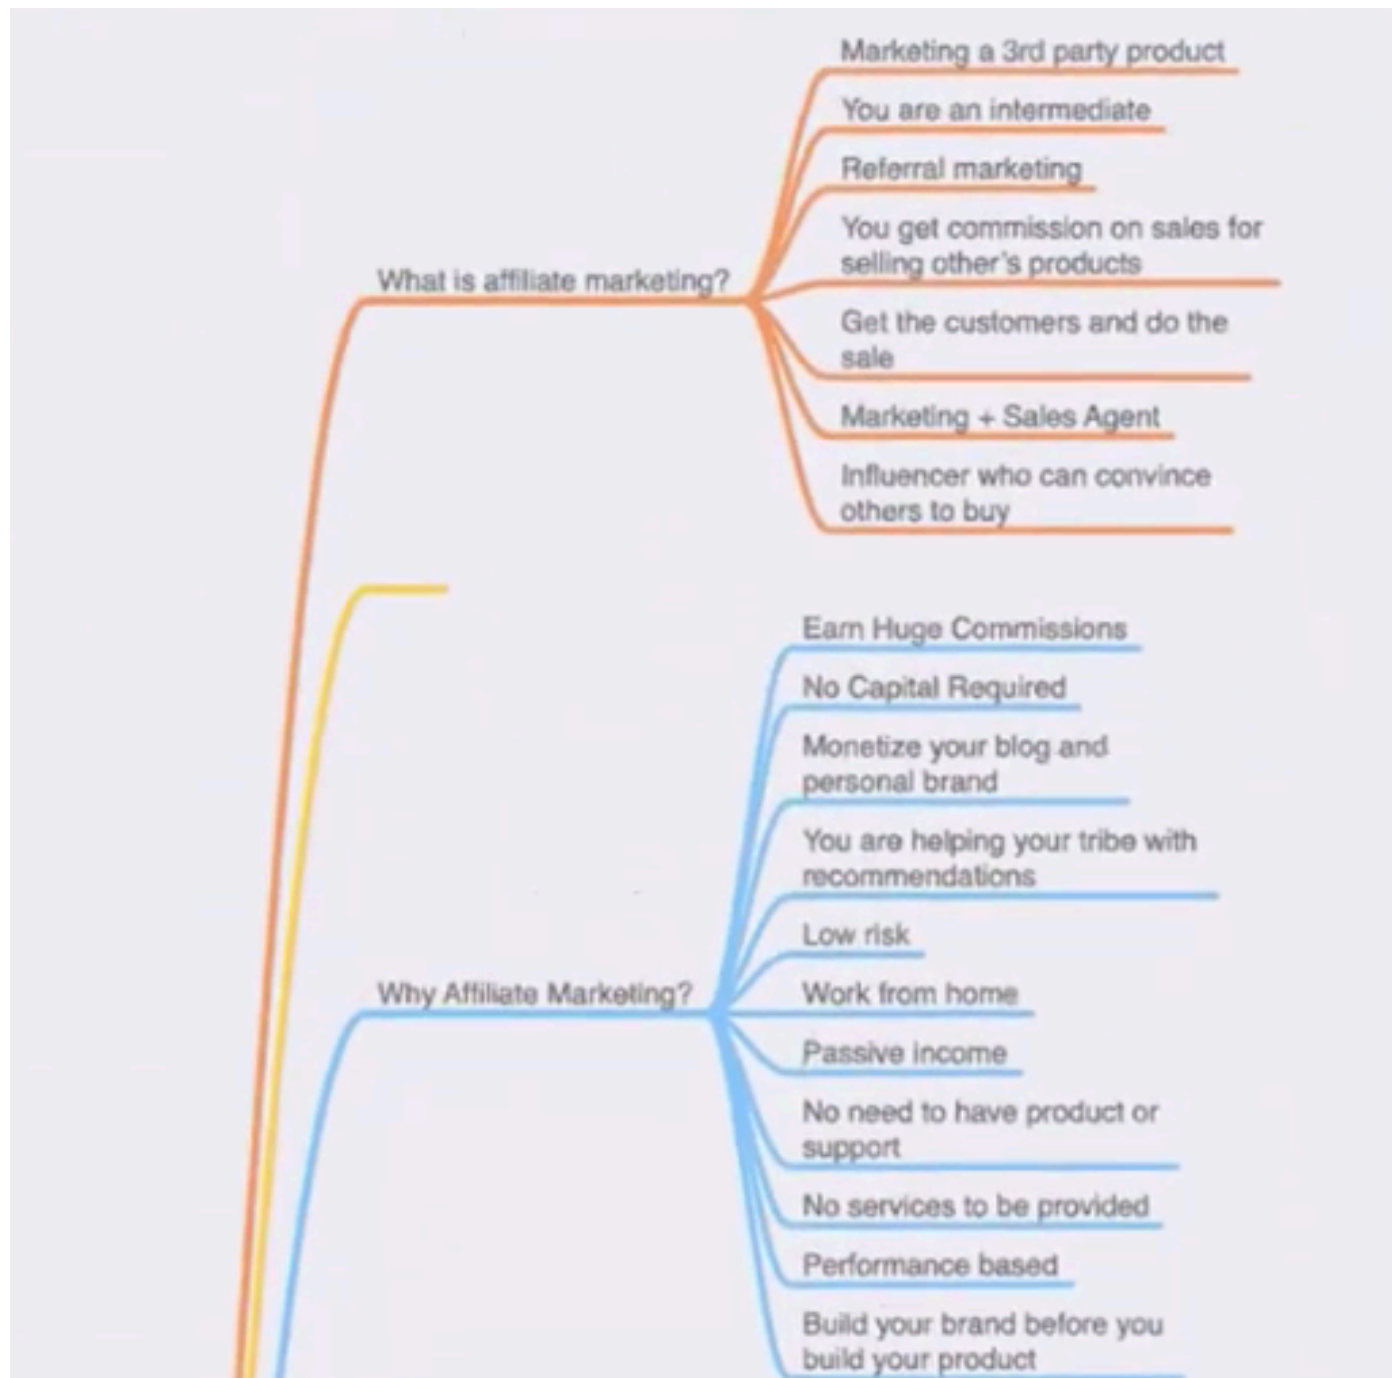 Marketing a 3rd party product
You are an intermediate
Referral marketing
You get commission on sales for
selling other's products
What is affiliate marketing?
Get the customers and do the
sale
Marketing + Sales Agent
Influencer who can convince
others to buy
Earn Huge Commissions
No Capital Required
Monetize your blog and
personal brand
You are helping your tribe with
recommendations
Low risk
Why Affiliate Marketing?
Work from home
Passive income
No need to have product or
support
No services to be provided
Performance based
Build your brand before you
build your product